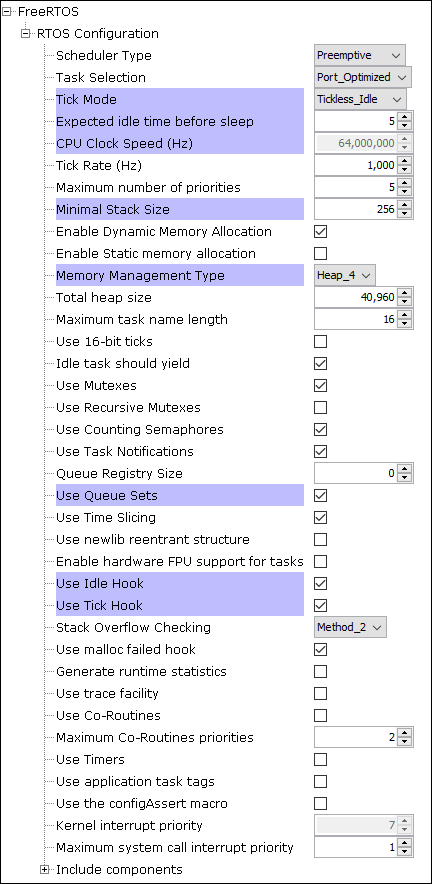 FreeRTOS
RTOS Configuration
Scheduler Type Preemptive
Task Selection Port_Optimized
Tick Mode Tickless_Idle
Expected idle time before sleep 5
CPU Clock Speed (Hz) 64,000,000
Tick Rate (Hz) 1,000
Maximum number of priorities 5
Minimal Stack Size 256
Enable Dynamic Memory Allocation
Enable Static memory allocation
Memory Management Type Heap_4
Total heap size 40,960
Maximum task name length 16
Use 16-bit ticks
Idle task should yield
Use Mutexes
Use Recursive Mutexes
Use Counting Semaphores
Use Task Notifications
Queue Registry Size 0
Use Queue Sets
Use Time Slicing
Use newlib reentrant structure
Enable hardware FPU support for tasks
Use Idle Hook
Use Tick Hook
Stack Overflow Checking Method_2
Use malloc failed hook
Generate runtime statistics
Use trace facility
Use Co-Routines
Maximum Co-Routines priorities 2
Use Timers
Use application task tags
Use the configAssert macro
Kernel interrupt priority 7
Maximum system call interrupt priority 1
Include components